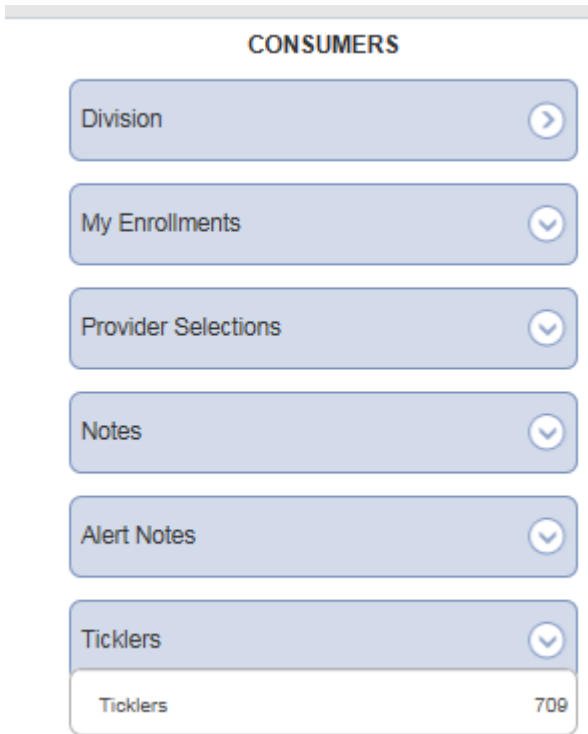 CONSUMERS
Division
My Enrollments
Provider Selections
Notes
Alert Notes
Ticklers
Ticklers 709